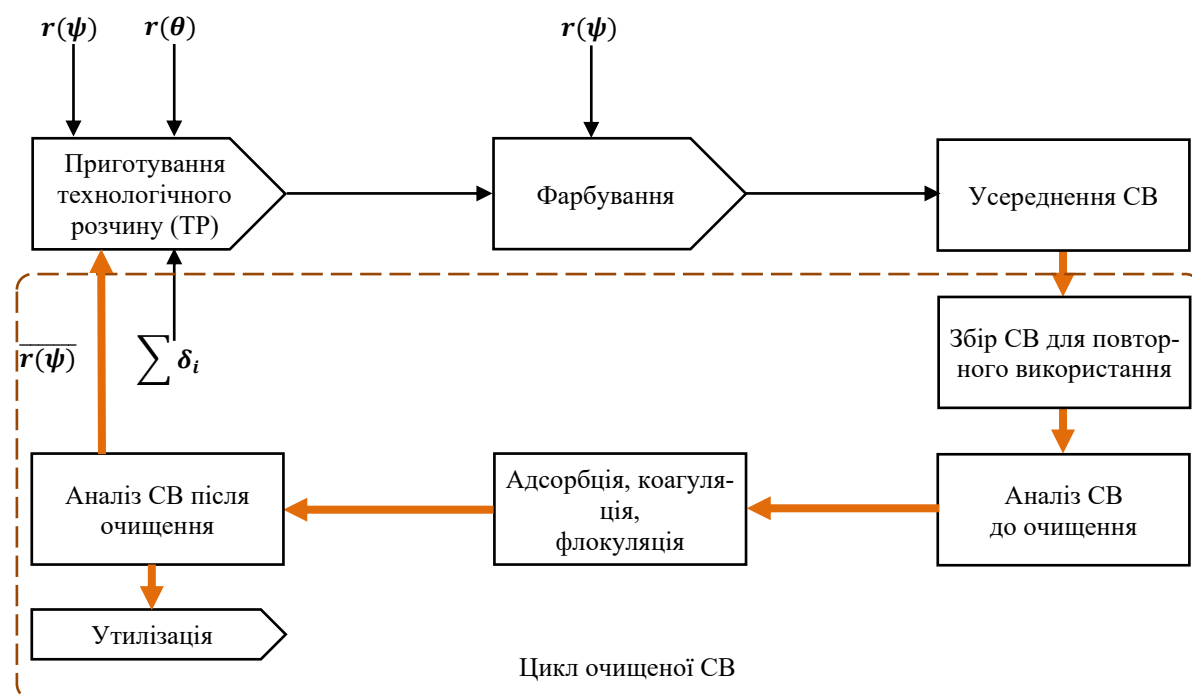 r(ψ) r(θ) r(ψ)
Приготування
технологічного
розчину (ТР)
Фарбування
Усереднення СВ
Збір СВ для повтор-
ного використання
r(ψ)
∑ δi
Аналіз СВ після
очищення
Адсорбція, коагуля-
ція,
флокуляція
Аналіз СВ
до очищення
Утилізація
Цикл очищеної СВ